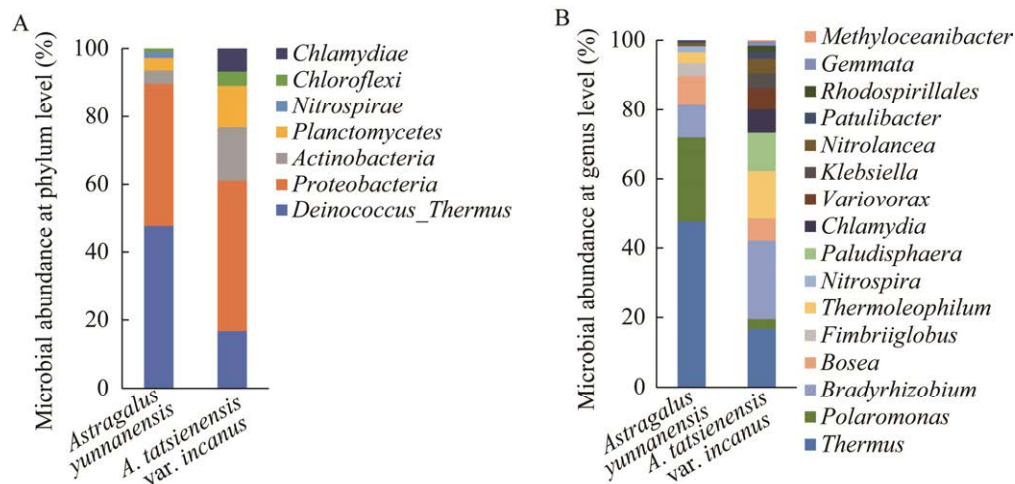 A
Microbial abundance at phylum level (%)
100
80
60
40
20
0
Astragalus
yunnanensis
A. tatsienensis
var. incanus
Chlamydiae
Chloroflexi
Nitrospirae
Planctomycetes
Actinobacteria
Proteobacteria
Deinococcus_Thermus
B
Microbial abundance at genus level (%)
100
80
60
40
20
0
Astragalus
yunnanensis
A. tatsienensis
var. incanus
Methyloceanibacter
Gemmata
Rhodospirillales
Patulibacter
Nitrolancea
Klebsiella
Variovorax
Chlamydia
Paludisphaera
Nitrospira
Thermoleophilum
Fimbriiglobus
Bosea
Bradyrhizobium
Polaromonas
Thermus